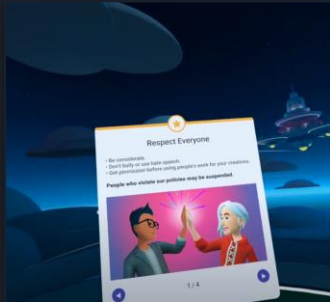 Respect Everyone
• Be considerate.
• Don't bully or use hate speech.
• Get permission before using people's work for your creations.
People who violate our policies may be suspended.
1 / 4